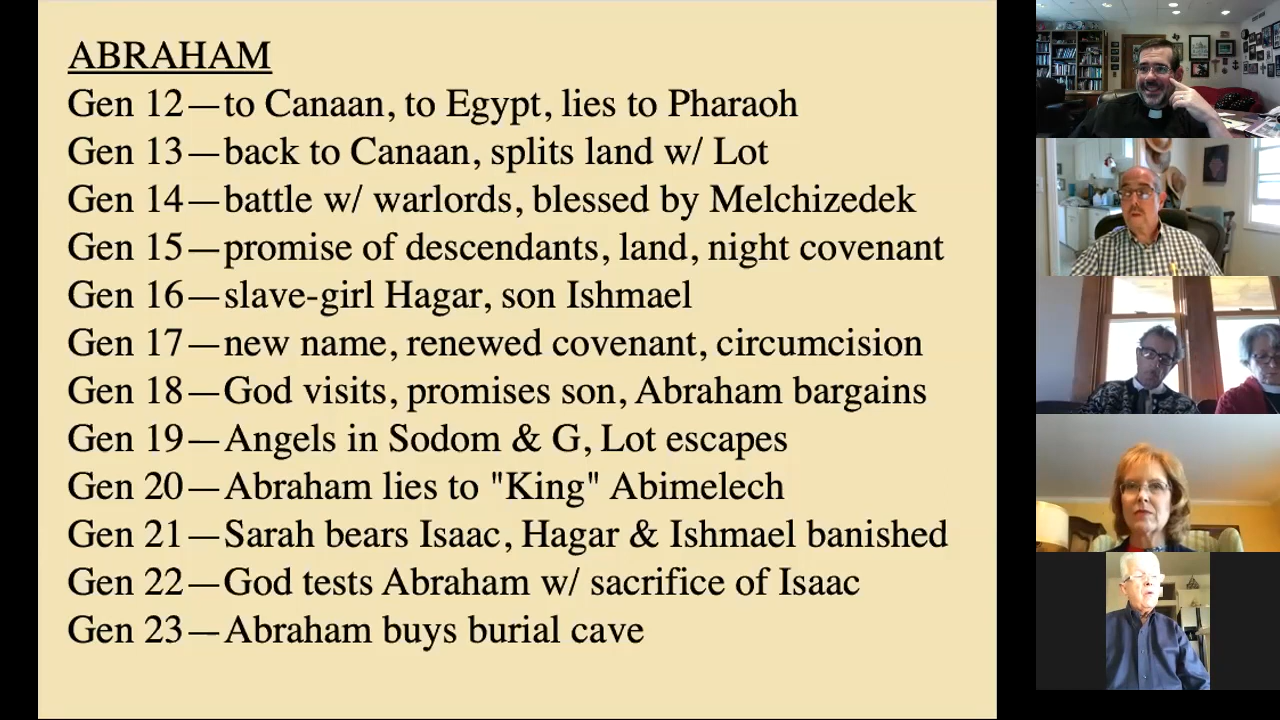 ABRAHAM
Gen 12—to Canaan, to Egypt, lies to Pharaoh
Gen 13—back to Canaan, splits land w/ Lot
Gen 14—battle w/ warlords, blessed by Melchizedek
Gen 15—promise of descendants, land, night covenant
Gen 16—slave-girl Hagar, son Ishmael
Gen 17—new name, renewed covenant, circumcision
Gen 18—God visits, promises son, Abraham bargains
Gen 19—Angels in Sodom & G, Lot escapes
Gen 20—Abraham lies to "King" Abimelech
Gen 21—Sarah bears Isaac, Hagar & Ishmael banished
Gen 22—God tests Abraham w/ sacrifice of Isaac
Gen 23—Abraham buys burial cave